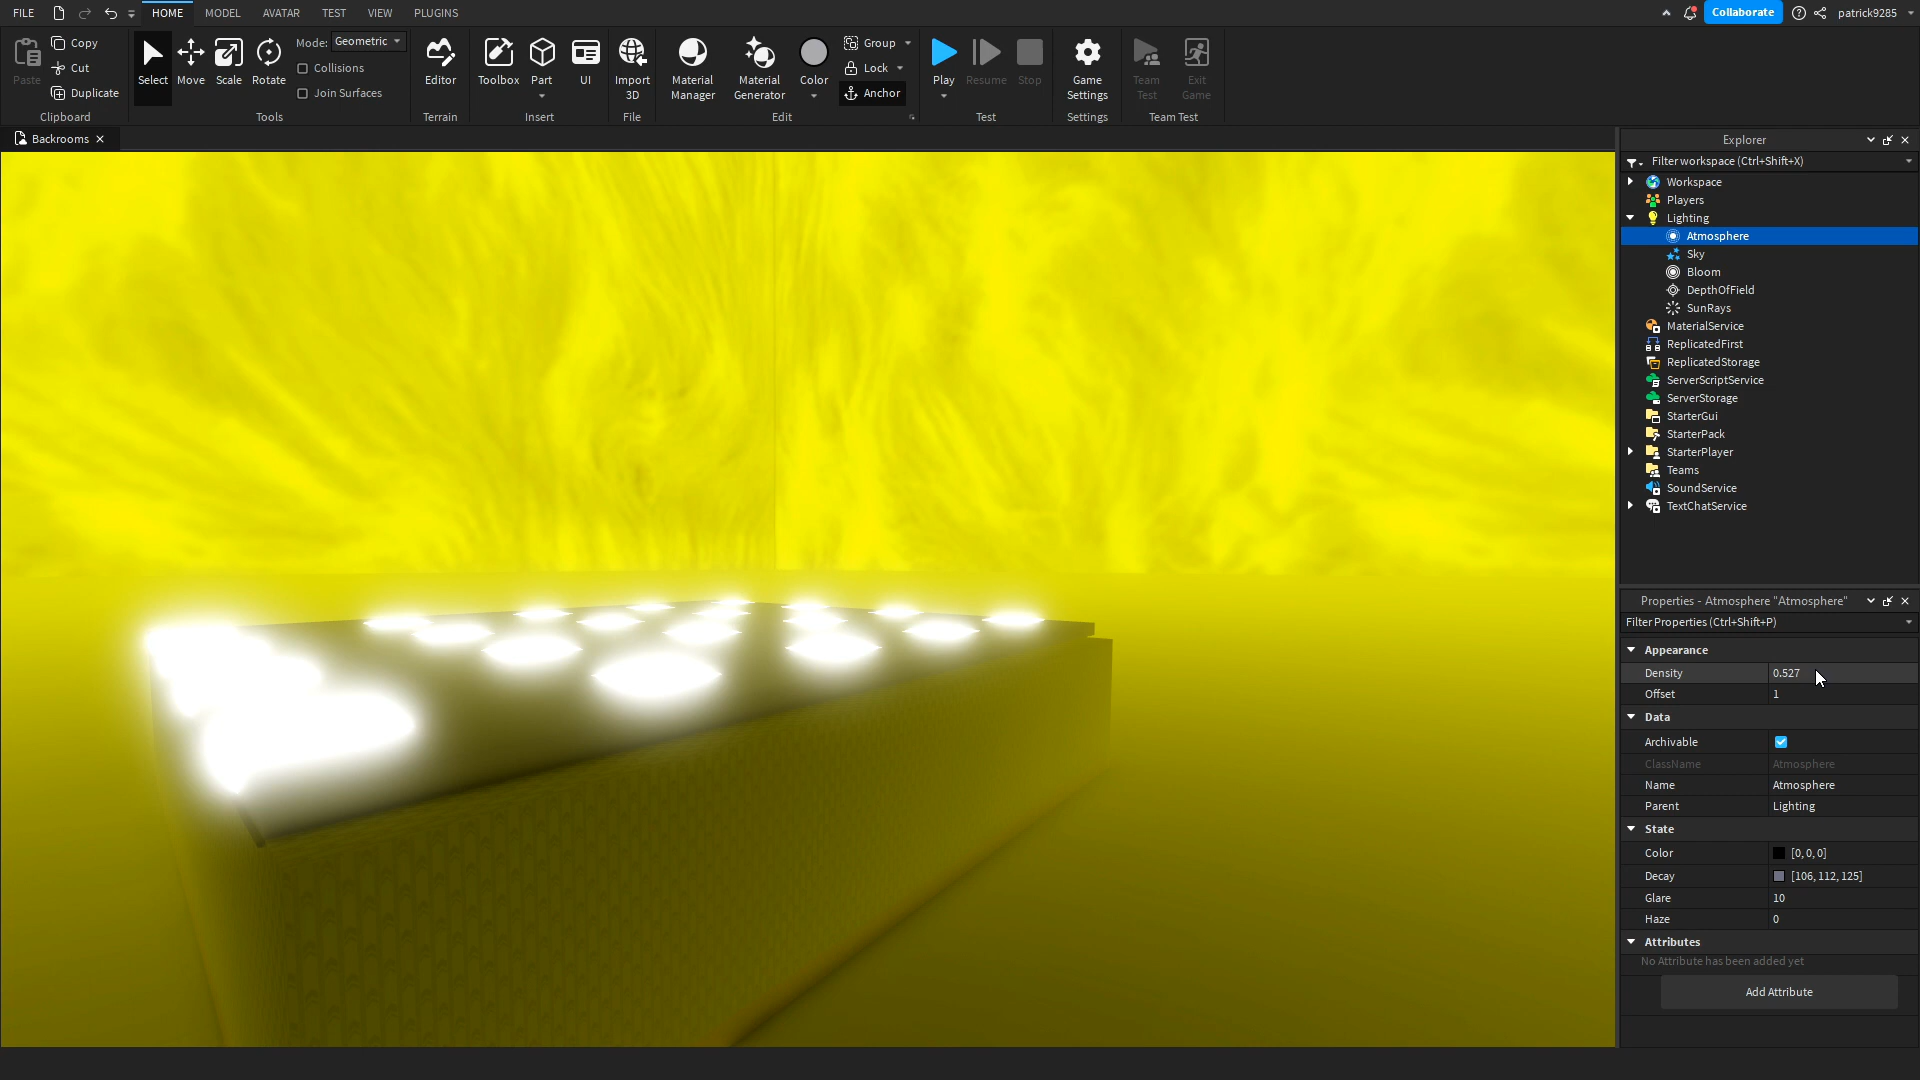 FILE HOME MODEL AVATAR TEST VIEW PLUGINS Collaborate patrick9285
Paste Copy Cut Duplicate
Clipboard
Select Move Scale Rotate Mode: Geometric
Collisions
Join Surfaces
Tools
Editor
Terrain
Toolbox Part UI
Insert
Import 3D
File
Material Manager Material Generator Color Group Lock Anchor
Edit
Play Resume Stop
Test
Game Settings
Settings
Team Test Exit Game
Team Test
Backrooms
Explorer
Filter workspace (Ctrl+Shift+X)
Workspace
Players
Lighting
Atmosphere
Sky
Bloom
DepthOfField
SunRays
MaterialService
ReplicatedFirst
ReplicatedStorage
ServerScriptService
ServerStorage
StarterGui
StarterPack
StarterPlayer
Teams
SoundService
TextChatService
Properties - Atmosphere "Atmosphere"
Filter Properties (Ctrl+Shift+P)
Appearance
Density 0.527
Offset 1
Data
Archivable
ClassName Atmosphere
Name Atmosphere
Parent Lighting
State
Color [0, 0, 0]
Decay [106, 112, 125]
Glare 10
Haze 0
Attributes
No Attribute has been added yet
Add Attribute